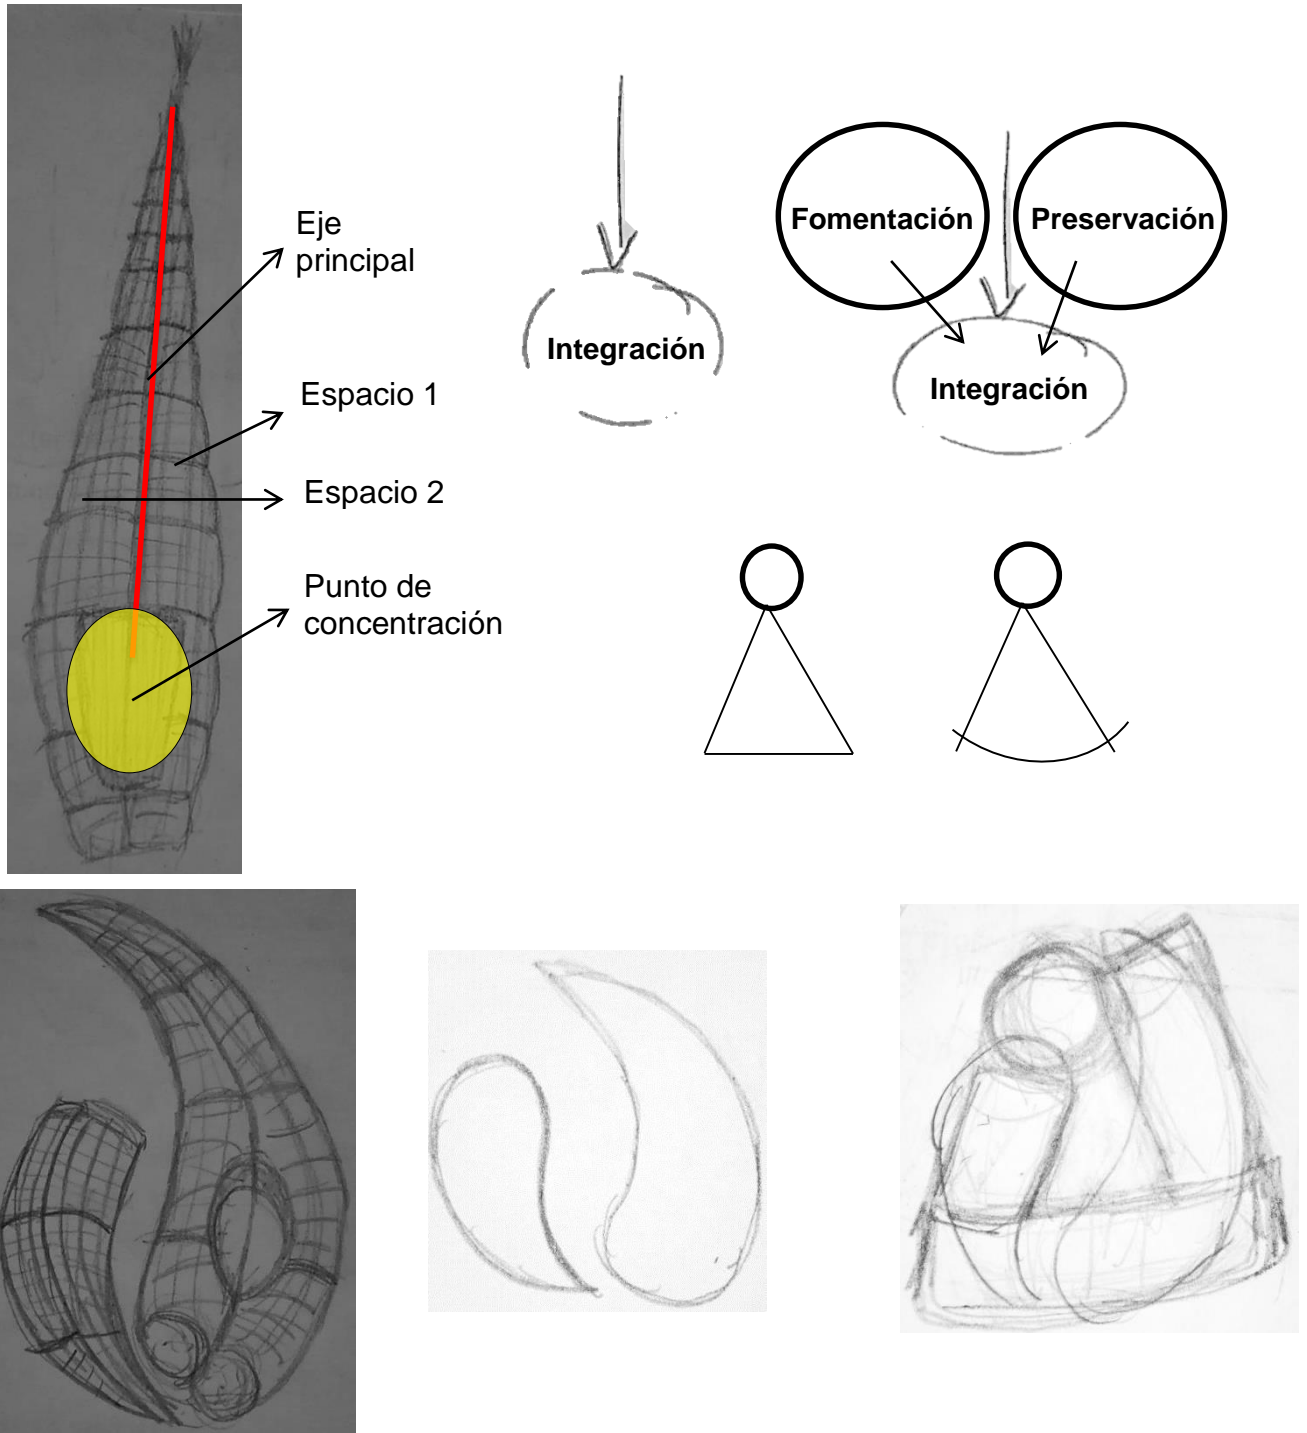 Eje
principal
Espacio 1
Espacio 2
Punto de
concentración
Integración
Fomentación
Preservación
Integración